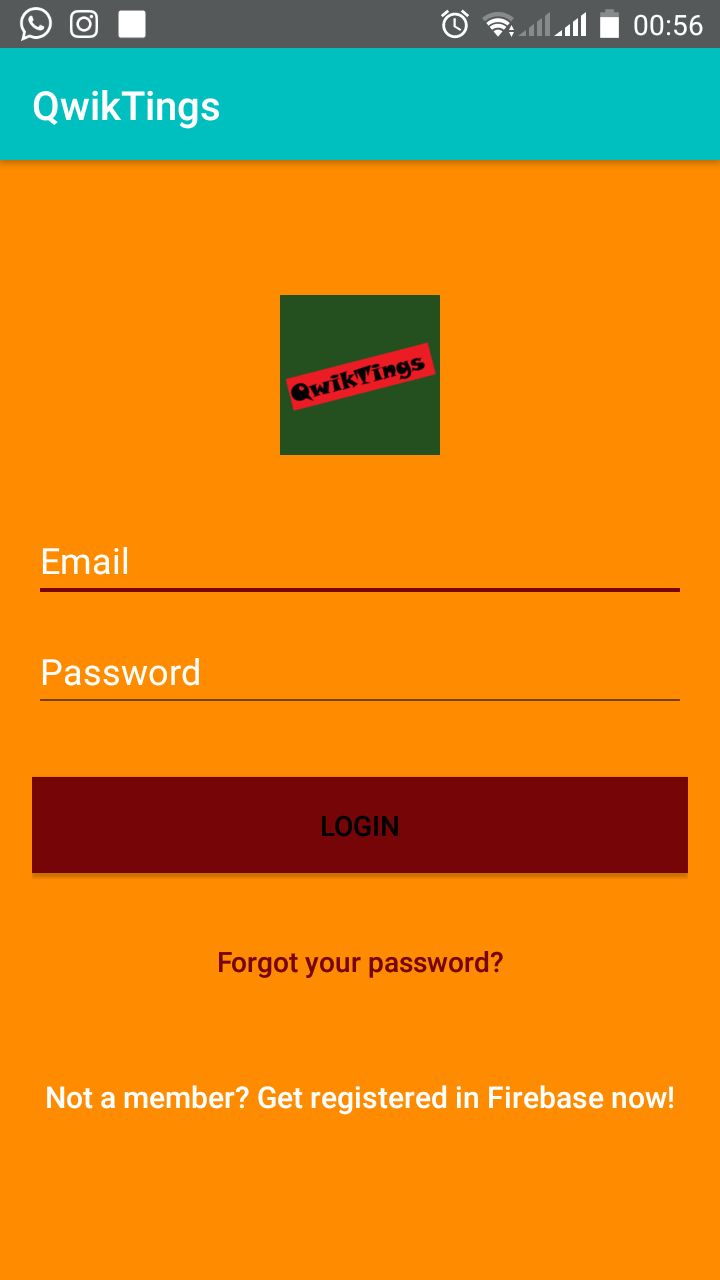 00:56
QwikTings
QwikTings
Email
Password
LOGIN
Forgot your password?
Not a member? Get registered in Firebase now!